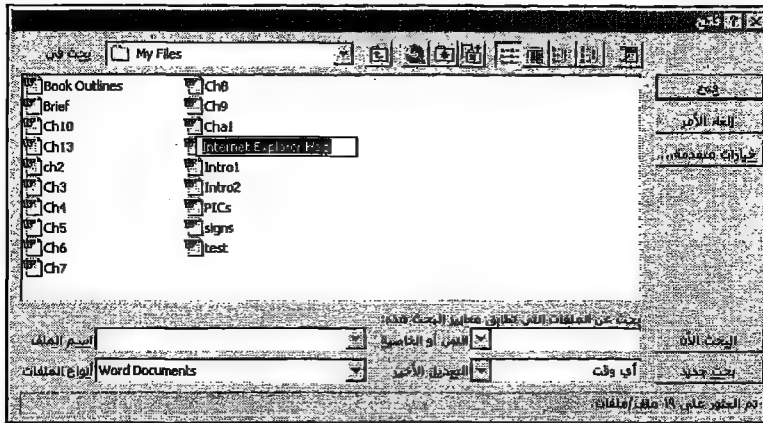 فتح
بحث في
My Files
Book Outlines
Brief
Ch10
Ch13
ch2
Ch3
Ch4
Ch5
Ch6
Ch7
Ch8
Ch9
Cha1
Internet Explorer
Intro1
Intro2
PICs
signs
test
فتح
إلغاء الأمر
خيارات متقدمة...
بحث عن الملفات التي تطابق معايير البحث هذه:
اسم الملف
النص أو الخاصية
البحث الآن
أنواع الملفات
Word Documents
التعديل الأخير
أي وقت
بحث جديد
تم العثور على ١٩ ملف/ملفات